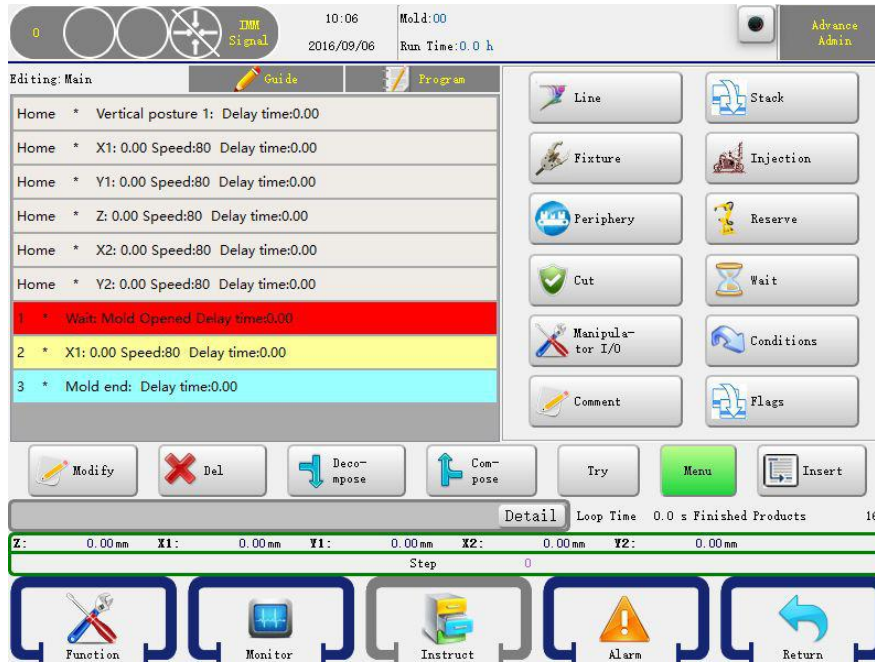 0
IMM
Signal
10:06
2016/09/06
Mold:00
Run Time:0.0 h
Advance
Admin
Editing:Main
Guide
Program
Home * Vertical posture 1: Delay time:0.00
Home * X1: 0.00 Speed:80 Delay time:0.00
Home * Y1: 0.00 Speed:80 Delay time:0.00
Home * Z: 0.00 Speed:80 Delay time:0.00
Home * X2: 0.00 Speed:80 Delay time:0.00
Home * Y2: 0.00 Speed:80 Delay time:0.00
1 * Wait: Mold Opened Delay time:0.00
2 * X1: 0.00 Speed:80 Delay time:0.00
3 * Mold end: Delay time:0.00
Line
Stack
Fixture
Injection
Periphery
Reserve
Cut
Wait
Manipula-
tor I/O
Conditions
Comment
Flags
Modify
Del
Deco-
mpose
Com-
pose
Try
Menu
Insert
Detail
Loop Time 0.0 s Finished Products 16
Z: 0.00mm X1: 0.00mm Y1: 0.00mm X2: 0.00mm Y2: 0.00mm
Step 0
Function
Monitor
Instruct
Alarm
Return